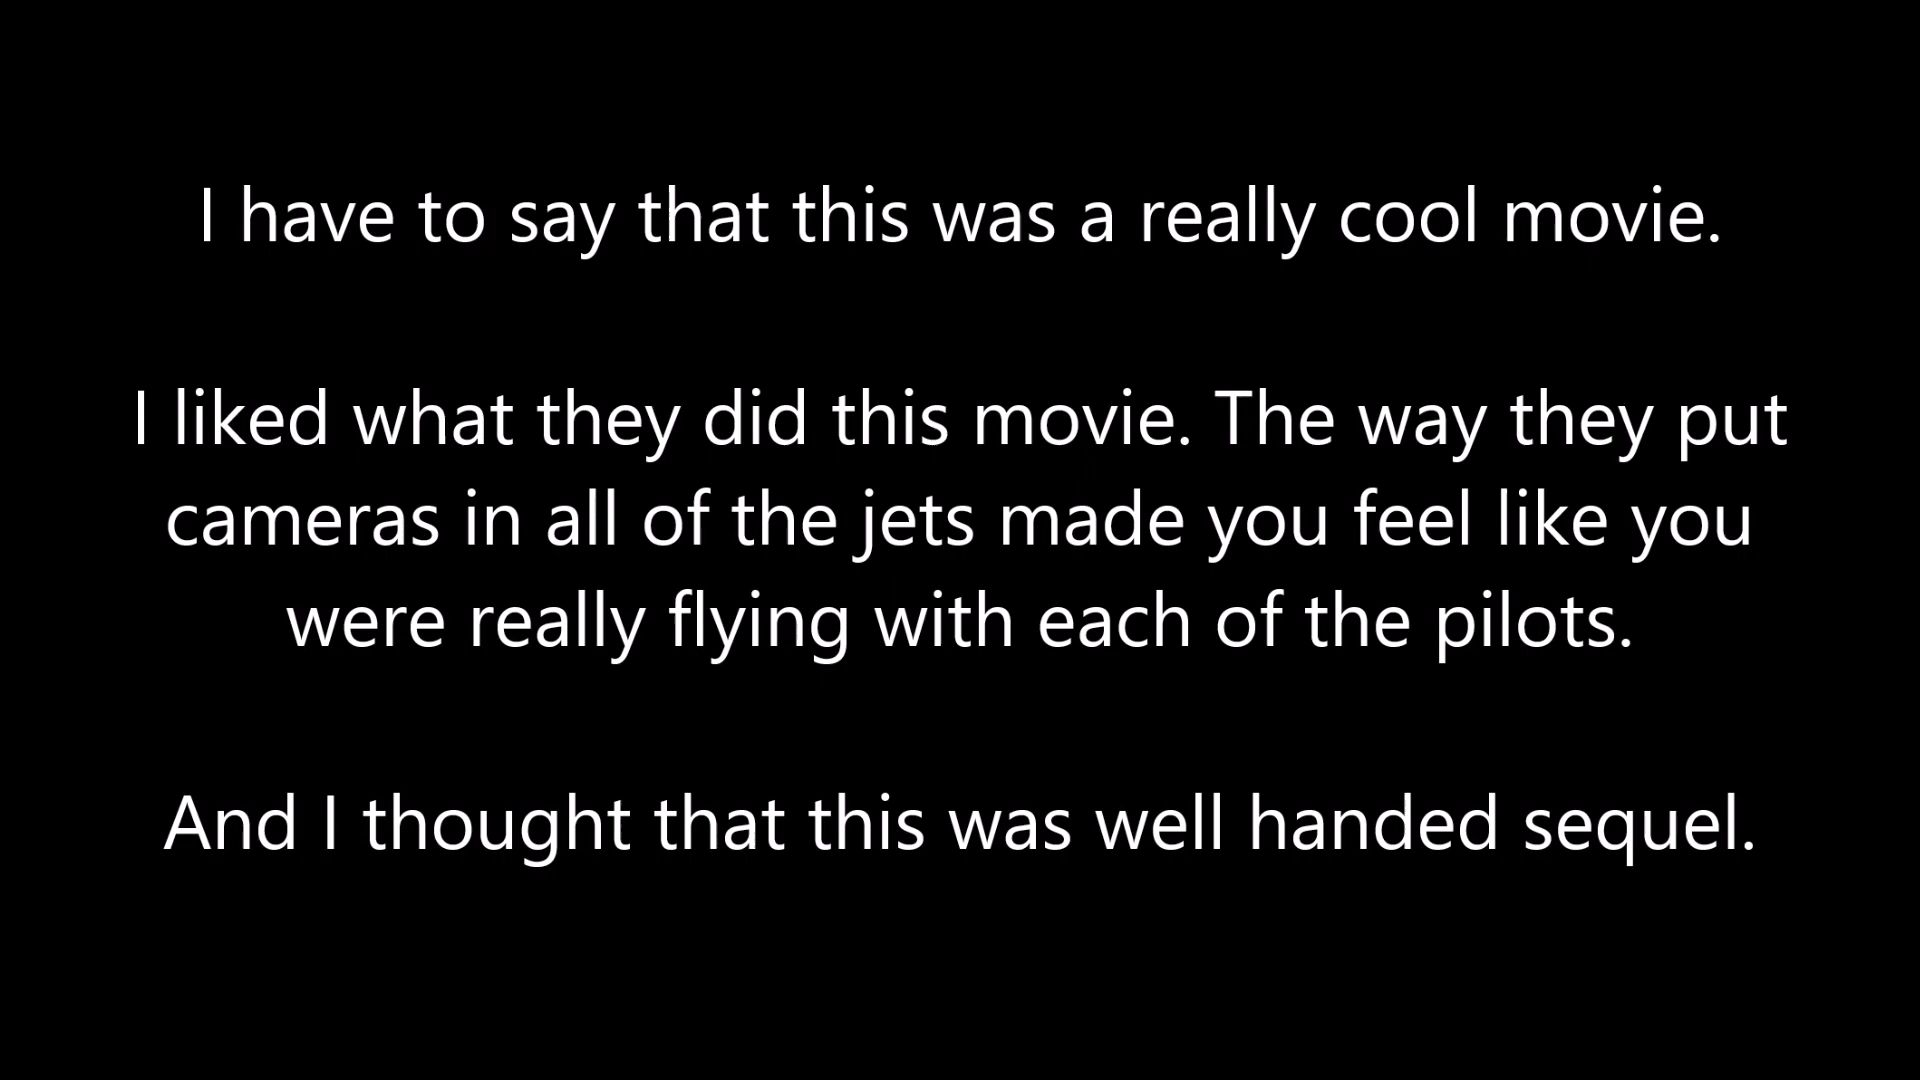 I have to say that this was a really cool movie.
I liked what they did this movie. The way they put
cameras in all of the jets made you feel like you
were really flying with each of the pilots.
And I thought that this was well handed sequel.